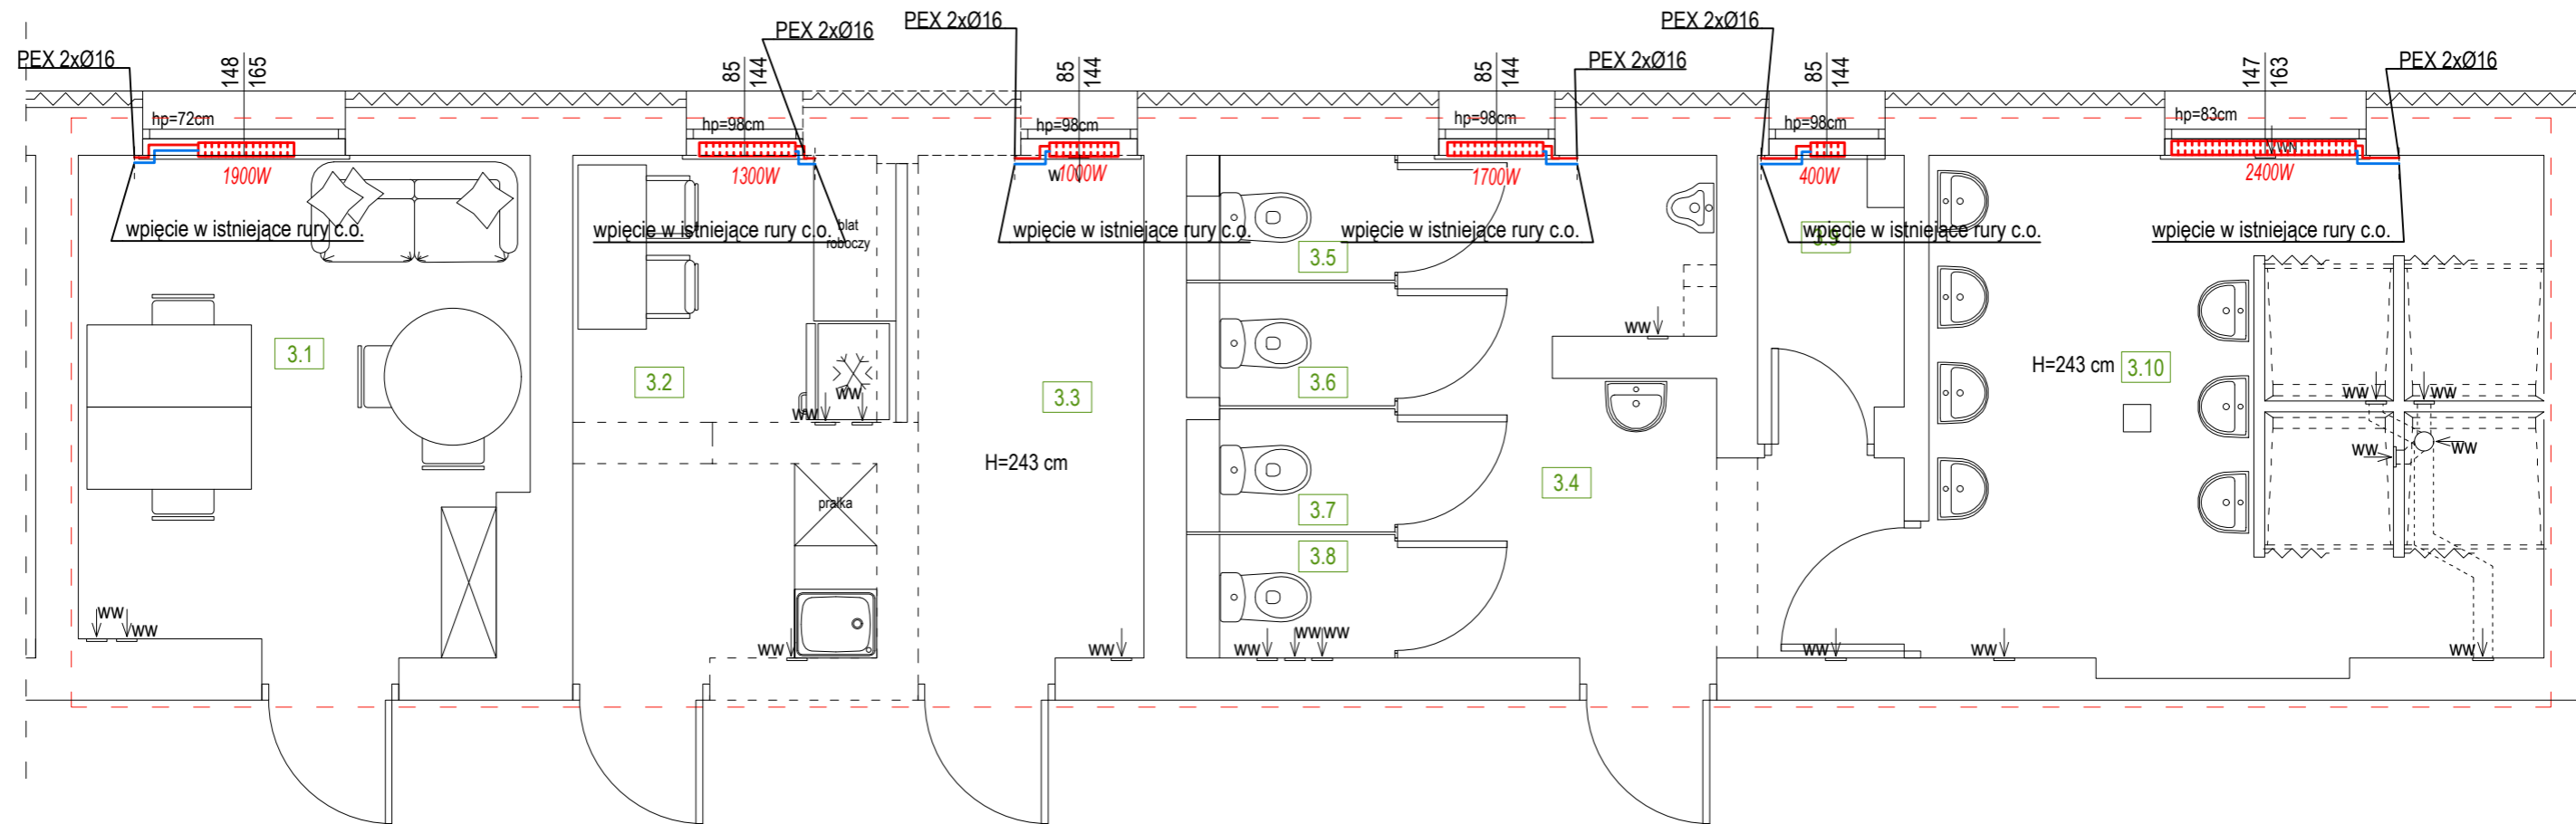 PEX 2xØ16
PEX 2xØ16
PEX 2xØ16
PEX 2xØ16
PEX 2xØ16
PEX 2xØ16
148
165
85
144
85
144
85
144
85
144
147
163
hp=72cm
hp=98cm
hp=98cm
hp=98cm
hp=98cm
hp=83cm
1900W
1300W
1000W
1700W
400W
2400W
wpięcie w istniejące rury c.o.
wpięcie w istniejące rury c.o.
wpięcie w istniejące rury c.o.
wpięcie w istniejące rury c.o.
wpięcie w istniejące rury c.o.
wpięcie w istniejące rury c.o.
blat
roboczy
3.5
3.9
3.1
3.2
3.3
3.6
H=243 cm
3.10
ww
ww
ww
ww
ww
H=243 cm
3.4
ww
ww
pralka
3.7
3.8
ww
ww
ww
ww
ww
ww
ww
ww
ww
ww